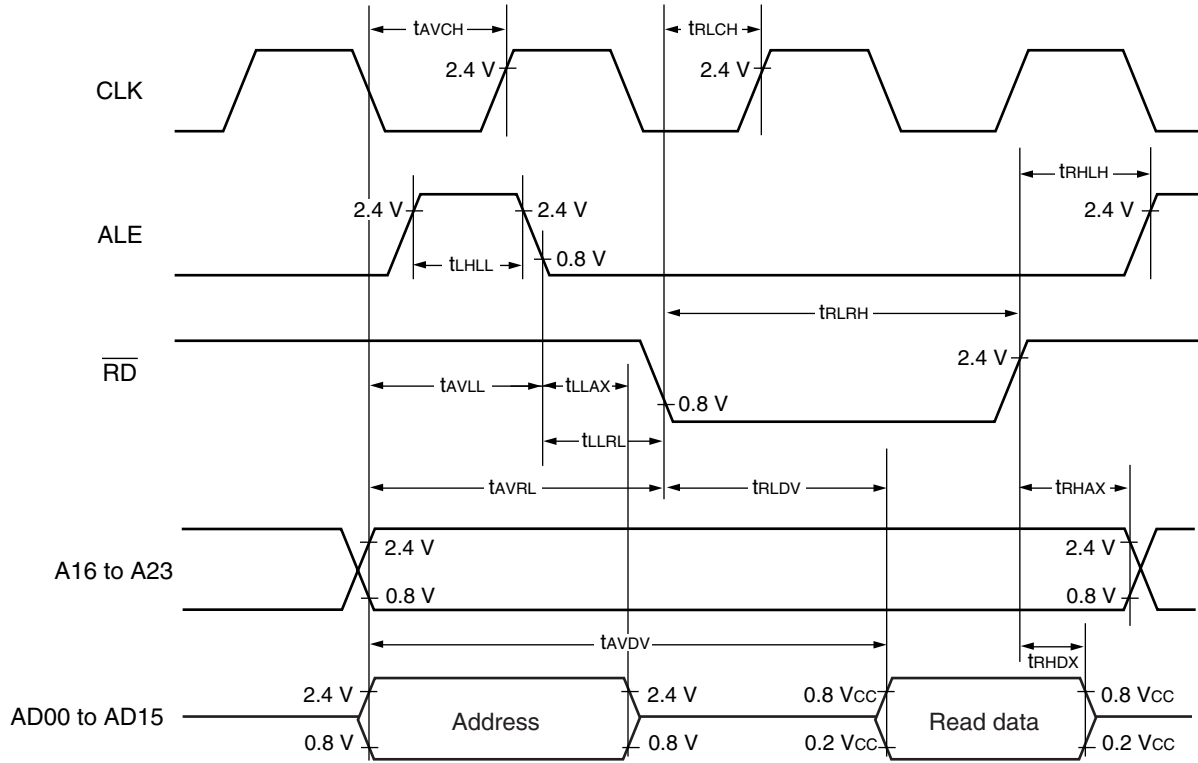 tAVCH
tRLCH
CLK
2.4 V
2.4 V
tRHLH
ALE
2.4 V
2.4 V
2.4 V
tLHLL
0.8 V
tRLRH
RD
2.4 V
tAVLL
tLLAX
0.8 V
tLLRL
tAVRL
tRLDV
tRHAX
A16 to A23
2.4 V
2.4 V
0.8 V
0.8 V
tAVDV
tRHDX
AD00 to AD15
2.4 V
2.4 V
0.8 VCC
0.8 VCC
Address
Read data
0.8 V
0.8 V
0.2 VCC
0.2 VCC